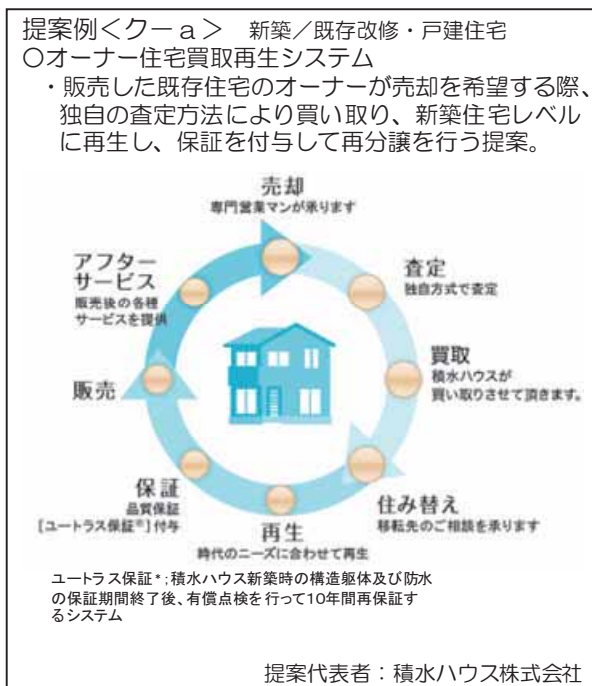 提案例<クーa> 新築／既存改修・戸建住宅
〇オーナー住宅買取再生システム
・販売した既存住宅のオーナーが売却を希望する際、
独自の査定方法により買い取り、新築住宅レベル
に再生し、保証を付与して再分譲を行う提案。
売却
専門営業マンが承ります
査定
独自方式で査定
買取
積水ハウスが
買い取りさせて頂きます。
住み替え
移転先のご相談を承ります
再生
時代のニーズに合わせて再生
保証
品質保証
[ユートラス保証®]付与
販売
アフター
サービス
販売後の各種
サービスを提供
ユートラス保証*:積水ハウス新築時の構造躯体及び防水
の保証期間終了後、有償点検を行って10年間再保証す
るシステム
提案代表者：積水ハウス株式会社